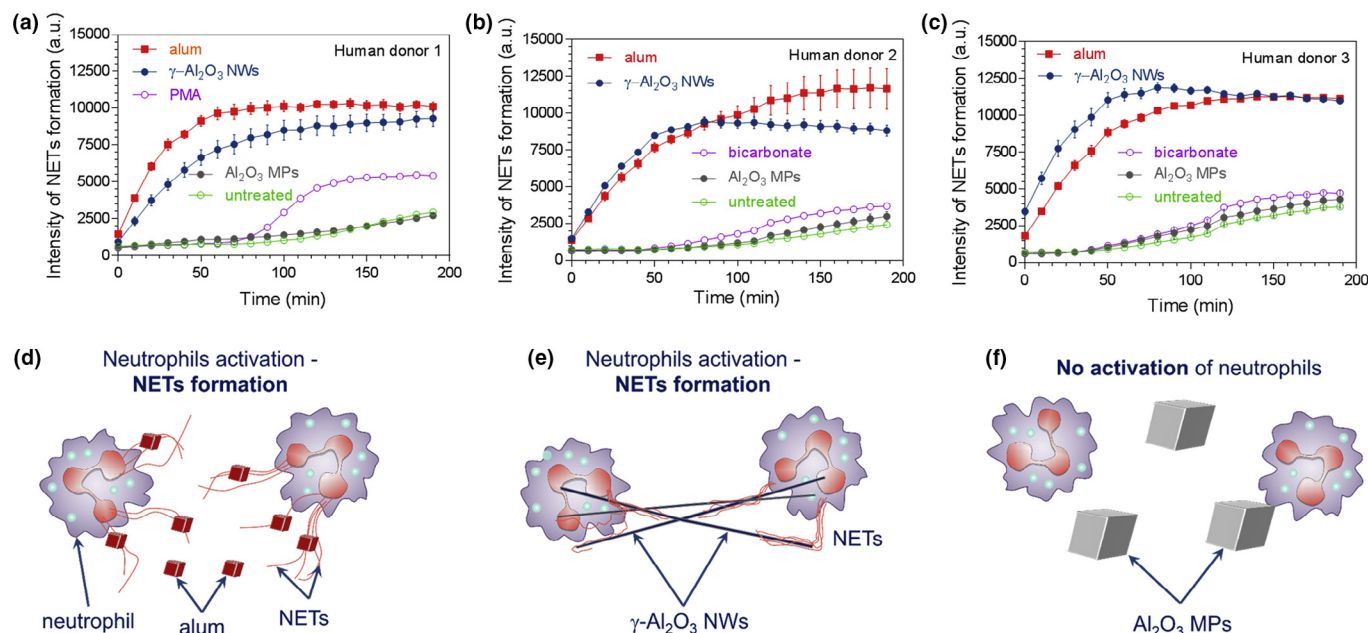 (a)
Intensity of NETs formation (a.u.)
15000
12500
10000
7500
5000
2500
0
alum
γ–Al₂O₃ NWs
PMA
Human donor 1
Al₂O₃ MPs
untreated
0 50 100 150 200
Time (min)
(b)
Intensity of NETs formation (a.u.)
15000
12500
10000
7500
5000
2500
0
Human donor 2
alum
γ–Al₂O₃ NWs
bicarbonate
Al₂O₃ MPs
untreated
0 50 100 150 200
Time (min)
(c)
Intensity of NETs formation (a.u.)
15000
12500
10000
7500
5000
2500
0
Human donor 3
alum
γ–Al₂O₃ NWs
bicarbonate
Al₂O₃ MPs
untreated
0 50 100 150 200
Time (min)
(d)
Neutrophils activation -
NETs formation
neutrophil
alum
NETs
(e)
Neutrophils activation -
NETs formation
NETs
γ-Al₂O₃ NWs
(f)
No activation of neutrophils
Al₂O₃ MPs